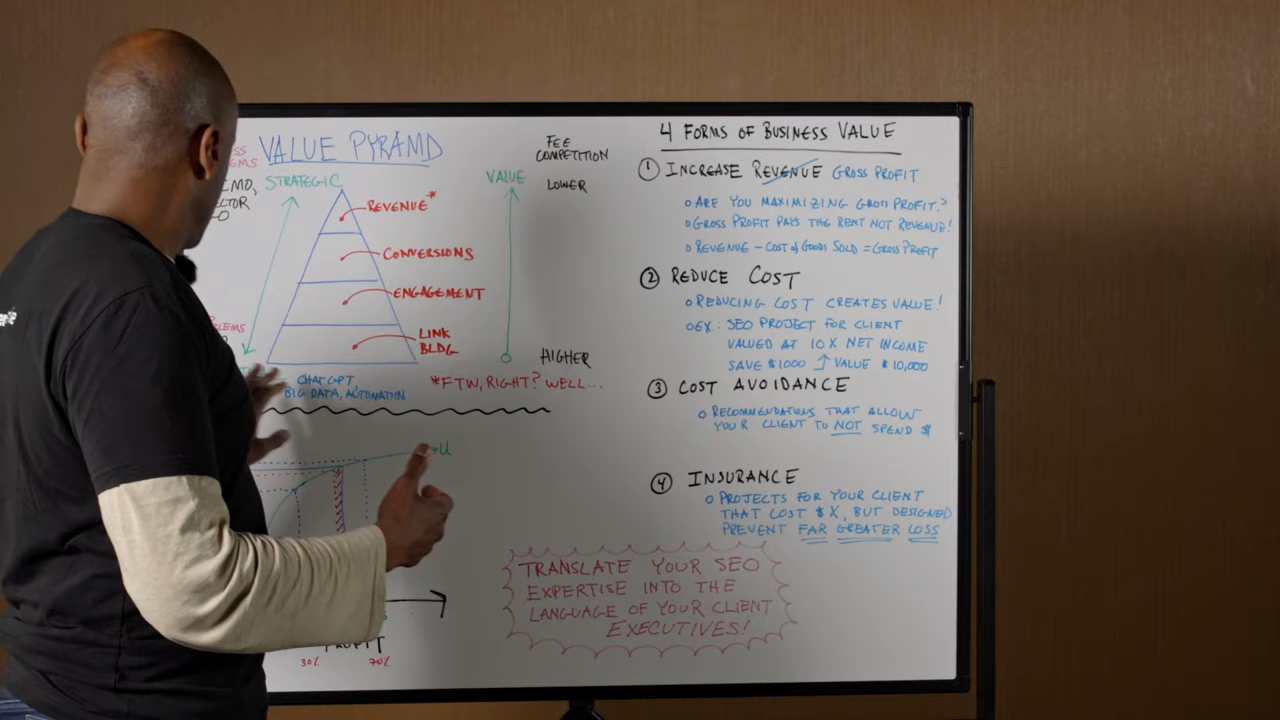 VALUE PYRAMD
STRATEGIC
CMO,
REVENUE*
CONVERSIONS
ENGAGEMENT
LINK
BLDG
CHATGPT,
BIG DATA, AUTOMATION
VALUE
FEE
COMPETITION
LOWER
HIGHER
*FTW, RIGHT? WELL...
U
30%
70%
4 FORMS OF BUSINESS VALUE
1 INCREASE REVENUE GROSS PROFIT
ARE YOU MAXIMIZING GROSS PROFIT?
GROSS PROFIT PAYS THE RENT NOT REVENUE!
REVENUE - COST OF GOODS SOLD = GROSS PROFIT
2 REDUCE COST
REDUCING COST CREATES VALUE!
EX.: SEO PROJECT FOR CLIENT
VALUED AT 10X NET INCOME
SAVE $1000 ↑ VALUE $10,000
3 COST AVOIDANCE
RECOMMENDATIONS THAT ALLOW
YOUR CLIENT TO NOT SPEND $
4 INSURANCE
PROJECTS FOR YOUR CLIENT
THAT COST $X, BUT DESIGNED
PREVENT FAR GREATER LOSS
TRANSLATE YOUR SEO
EXPERTISE INTO THE
LANGUAGE OF YOUR CLIENT
EXECUTIVES!